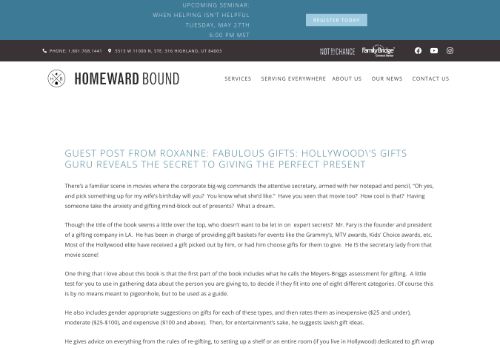 UPCOMING SEMINAR:
WHEN HELPING ISN'T HELPFUL
TUESDAY, MAY 27TH
6:00 PM MST
REGISTER TODAY
PHONE: 1.801.768.1441
5513 W 11000 N, STE. 316 HIGHLAND, UT 84003
NOT BY CHANCE
FamilyBridge
HOMEWARD BOUND
SERVICES
SERVING EVERYWHERE
ABOUT US
OUR NEWS
CONTACT US
GUEST POST FROM ROXANNE: FABULOUS GIFTS: HOLLYWOOD\'S GIFTS
GURU REVEALS THE SECRET TO GIVING THE PERFECT PRESENT
There's a familiar scene in movies where the corporate big-wig commands the attentive secretary, armed with her notepad and pencil, "Oh yes,
and pick something up for my wife's birthday will you?  You know what she'd like."  Have you seen that movie too?  How cool is that?  Having
someone take the anxiety and gifting mind-block out of presents?  What a dream.
Though the title of the book seems a little over the top, who doesn't want to be let in on  expert secrets?  Mr. Fary is the founder and president
of a gifting company in LA.  He has been in charge of providing gift baskets for events like the Grammy's, MTV awards, Kids' Choice awards, etc.
Most of the Hollywood elite have received a gift picked out by him, or had him choose gifts for them to give.  He IS the secretary lady from that
movie scene!
One thing that I love about this book is that the first part of the book includes what he calls the Meyers-Briggs assessment for gifting.  A little
test for you to use in gathering data about the person you are giving to, to decide if they fit into one of eight different categories. Of course this
is by no means meant to pigeonhole, but to be used as a guide.
He also includes gender appropriate suggestions on gifts for each of these types, and then rates them as inexpensive ($25 and under),
moderate ($25-$100), and expensive ($100 and above).  Then, for entertainment's sake, he suggests lavish gift ideas.
He gives advice on everything from the rules of re-gifting, to setting up a shelf or an entire room (if you live in Hollywood) dedicated to gift wrap